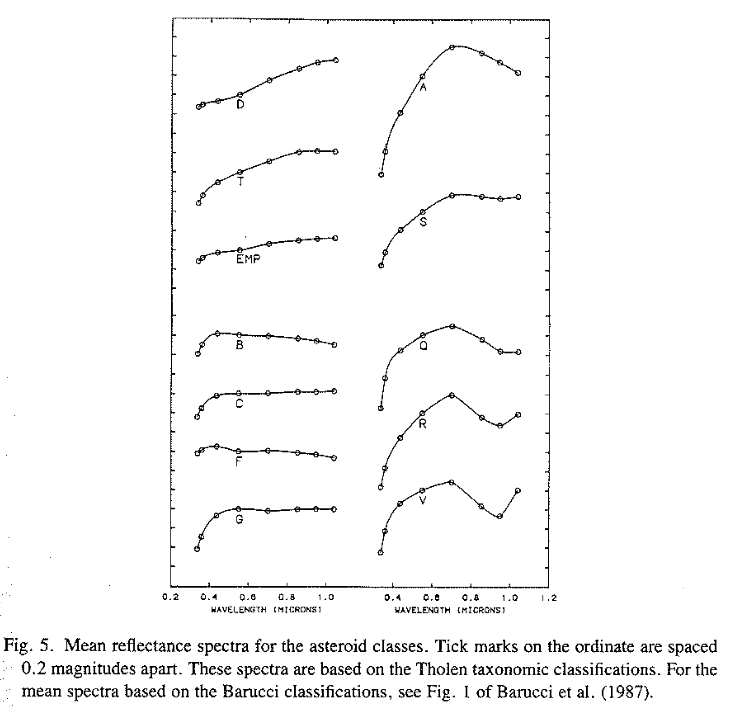 D
A
T
S
EMP
B
Q
C
R
F
V
G
0.2 0.4 0.6 0.8 1.0 0.4 0.6 0.8 1.0 1.2
WAVELENGTH (MICRONS) WAVELENGTH (MICRONS)
Fig. 5. Mean reflectance spectra for the asteroid classes. Tick marks on the ordinate are spaced
0.2 magnitudes apart. These spectra are based on the Tholen taxonomic classifications. For the
mean spectra based on the Barucci classifications, see Fig. 1 of Barucci et al. (1987).